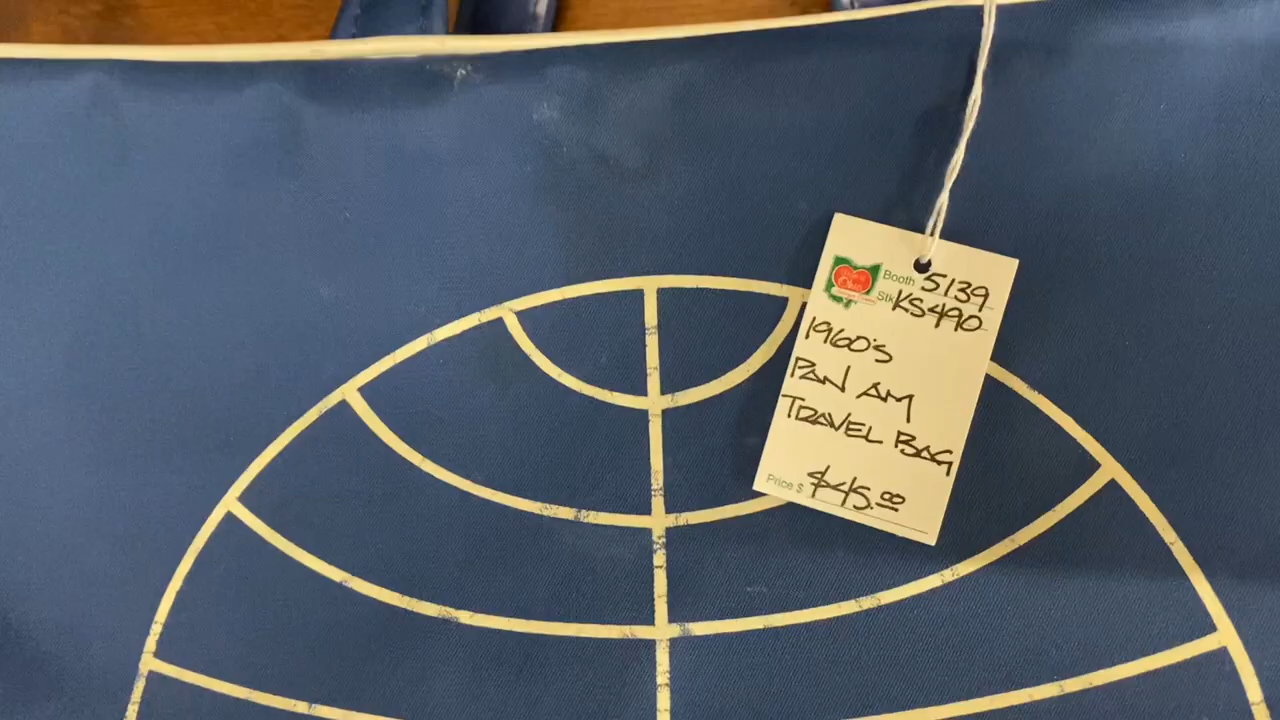 Booth 5139
Stk KS490
1960's
PAN AM
TRAVEL BAG
Price $ $45.00